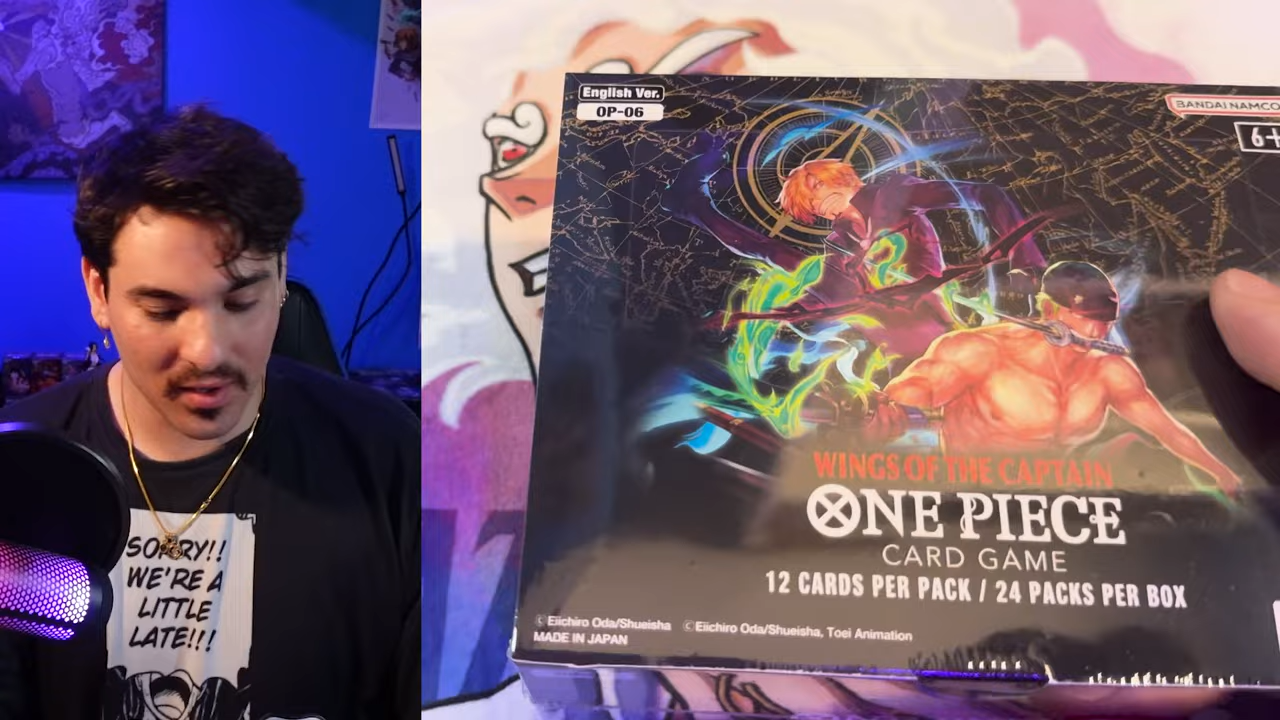 SORRY!!
WE'RE A
LITTLE
LATE!!!
English Ver.
OP-06
BANDAI NAMCO
6+
WINGS OF THE CAPTAIN
ONE PIECE
CARD GAME
12 CARDS PER PACK / 24 PACKS PER BOX
©Eiichiro Oda/Shueisha ©Eiichiro Oda/Shueisha, Toei Animation
MADE IN JAPAN